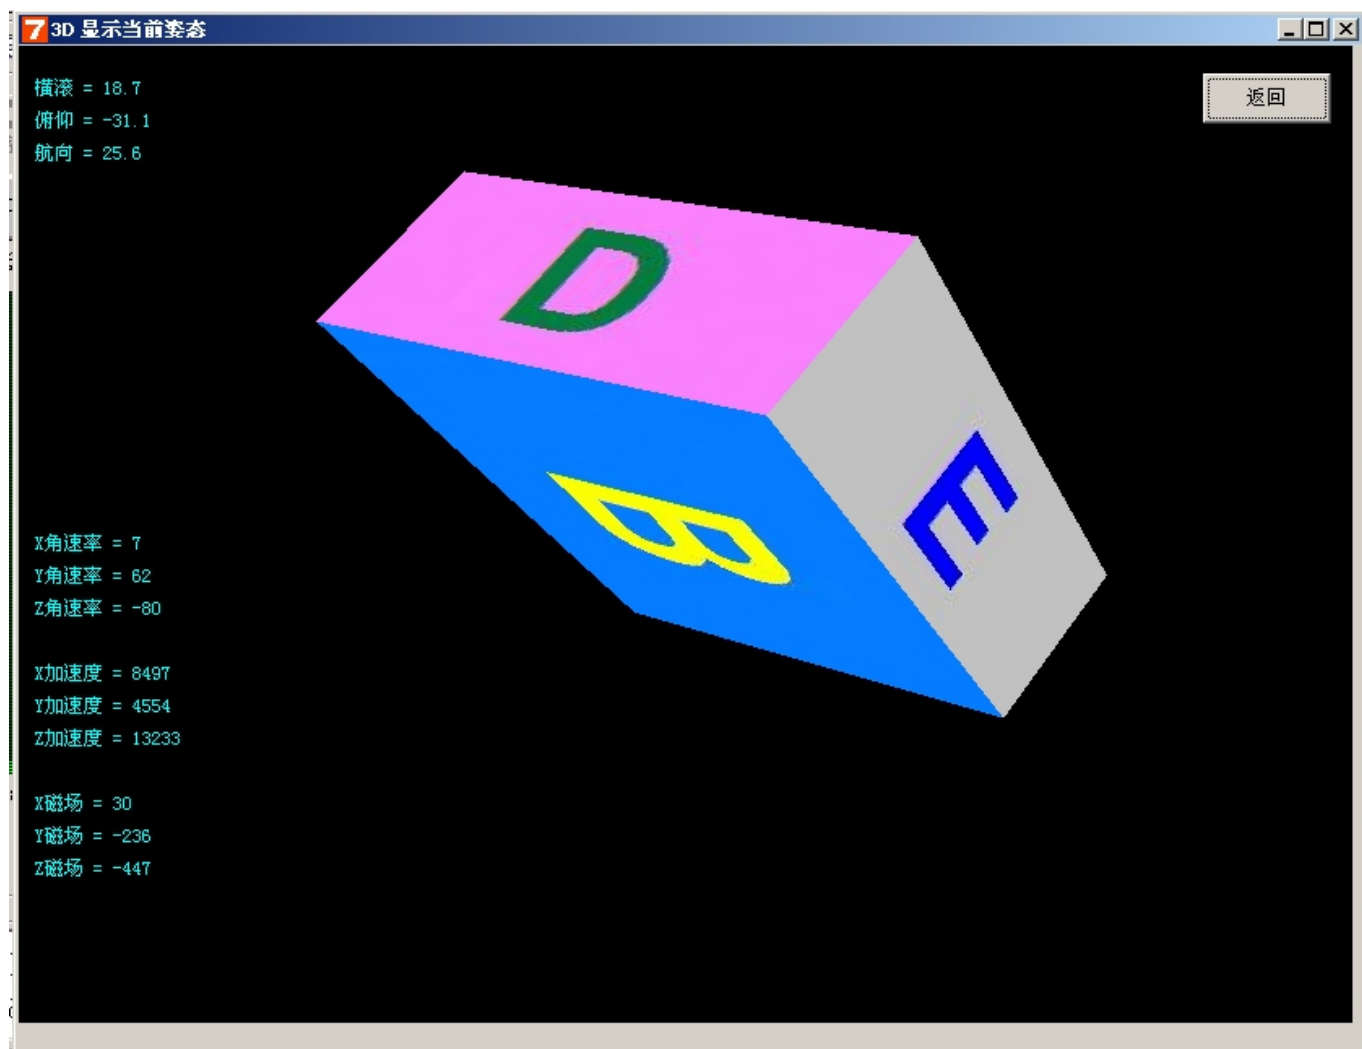 7 3D 显示当前姿态
返回
横滚 = 18.7
俯仰 = -31.1
航向 = 25.6
D
E
B
X角速率 = 7
Y角速率 = 62
Z角速率 = -80
X加速度 = 8497
Y加速度 = 4554
Z加速度 = 13233
X磁场 = 30
Y磁场 = -236
Z磁场 = -447